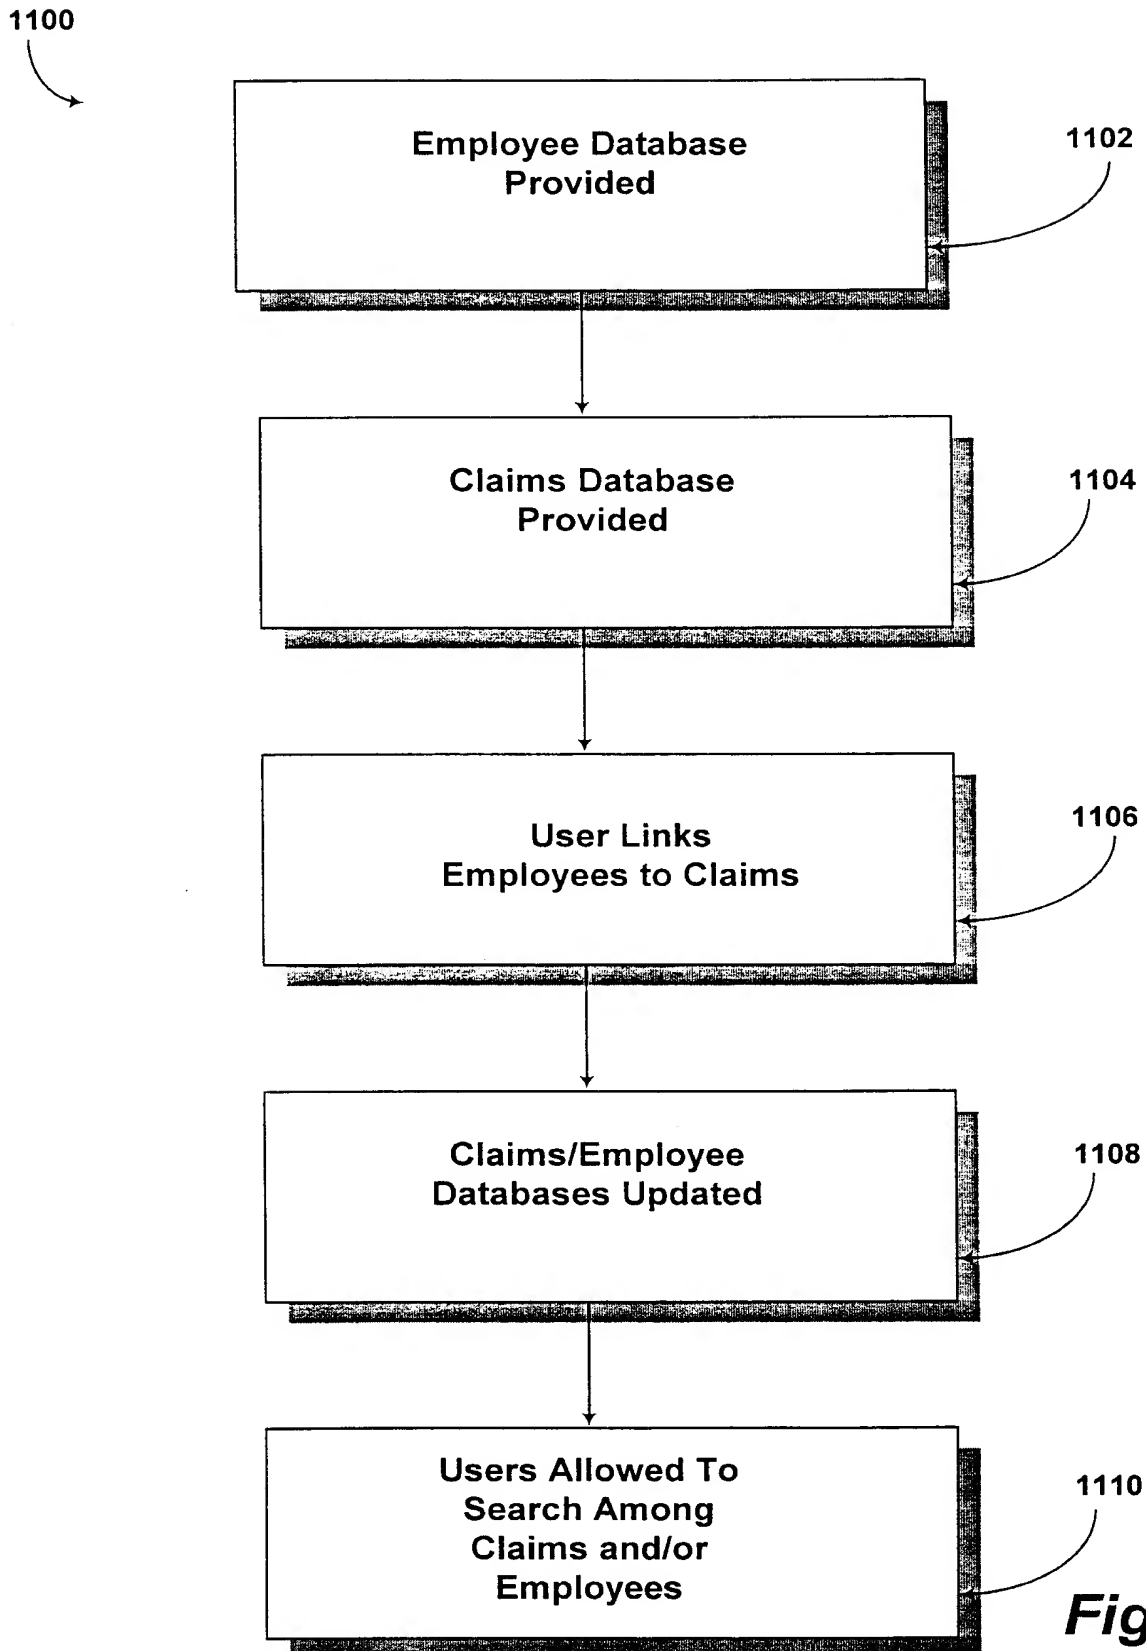 1100
Employee Database
Provided
1102
Claims Database
Provided
1104
User Links
Employees to Claims
1106
Claims/Employee
Databases Updated
1108
Users Allowed To
Search Among
Claims and/or
Employees
1110
Fig